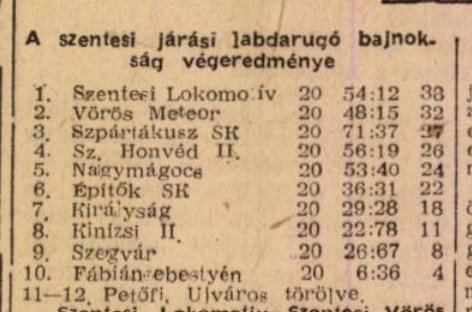 A szentesi járási labdarugó bajnok-
ság végeredménye
1. Szentesi Lokomotív 20 54:12 38
2. Vörös Meteor 20 48:15 32
3. Szpártákusz SK 20 71:37 27
4. Sz. Honvéd II. 20 56:19 26
5. Nagymágocs 20 53:40 24
6. Építők SK 20 36:31 22
7. Királyság 20 29:28 18
8. Kinizsi II. 20 22:78 11
9. Szegvár 20 26:67 8
10. Fábiánsebestyén 20 6:36 4
11—12. Petőfi, Ujváros törölve.